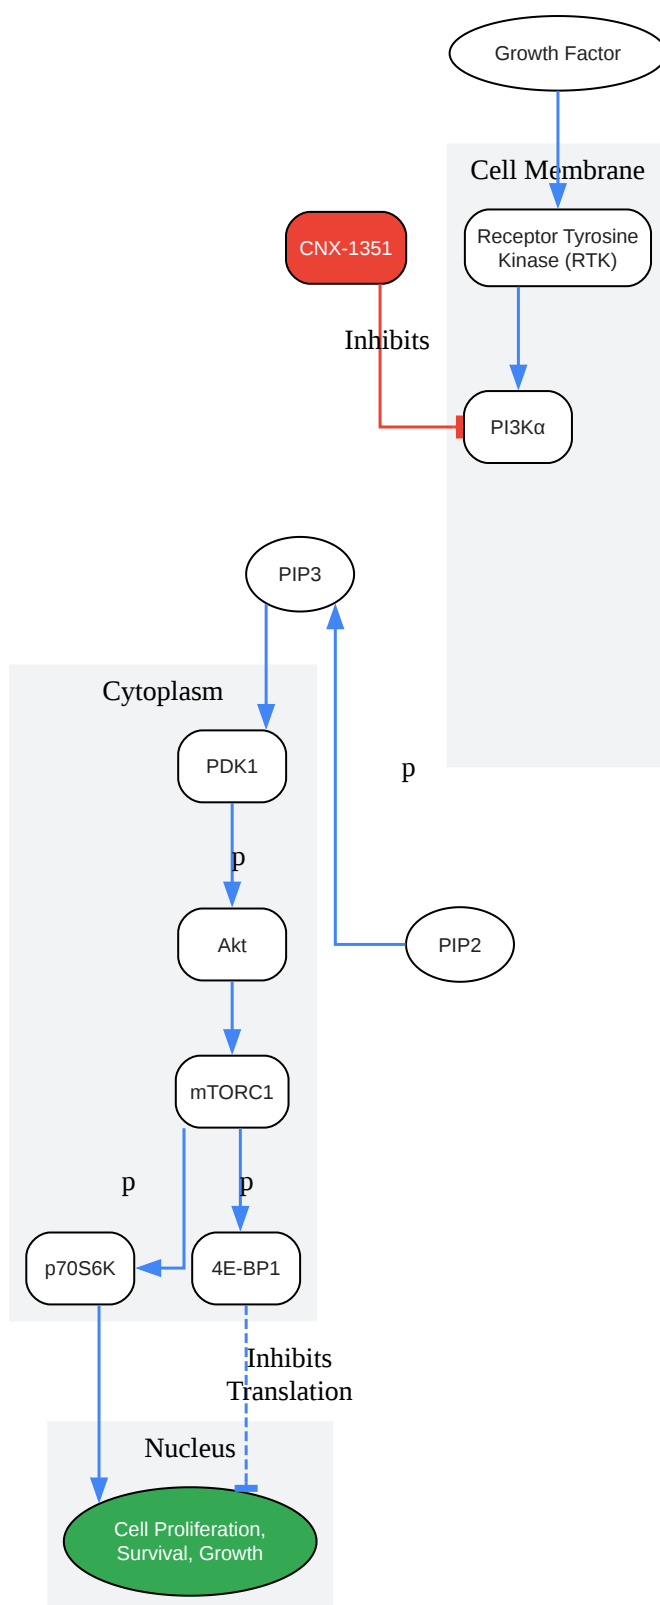 Growth Factor
Cell Membrane
CNX-1351
Receptor Tyrosine
Kinase (RTK)
Inhibits
PI3Kα
PIP3
Cytoplasm
PDK1
p
p
Akt
PIP2
mTORC1
p
p
p70S6K
4E-BP1
Inhibits
Translation
Nucleus
Cell Proliferation,
Survival, Growth